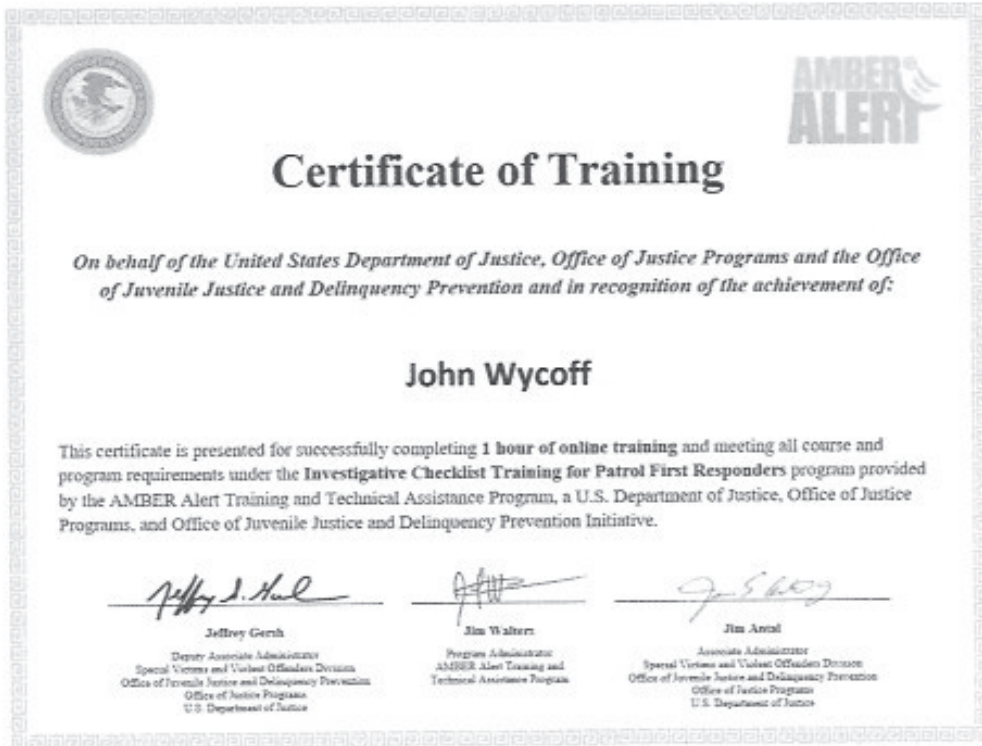 AMBER
ALERT
Certificate of Training
On behalf of the United States Department of Justice, Office of Justice Programs and the Office
of Juvenile Justice and Delinquency Prevention and in recognition of the achievement of:
John Wycoff
This certificate is presented for successfully completing 1 hour of online training and meeting all course and
program requirements under the Investigative Checklist Training for Patrol First Responders program provided
by the AMBER Alert Training and Technical Assistance Program, a U.S. Department of Justice, Office of Justice
Programs, and Office of Juvenile Justice and Delinquency Prevention Initiative.
Jeffrey Gersh
Deputy Associate Administrator
Special Victims and Violent Offenders Division
Office of Juvenile Justice and Delinquency Prevention
Office of Justice Programs
U.S. Department of Justice
Jim Walters
Program Administrator
AMBER Alert Training and
Technical Assistance Program
Jim Antal
Associate Administrator
Special Victims and Violent Offenders Division
Office of Juvenile Justice and Delinquency Prevention
Office of Justice Programs
U.S. Department of Justice